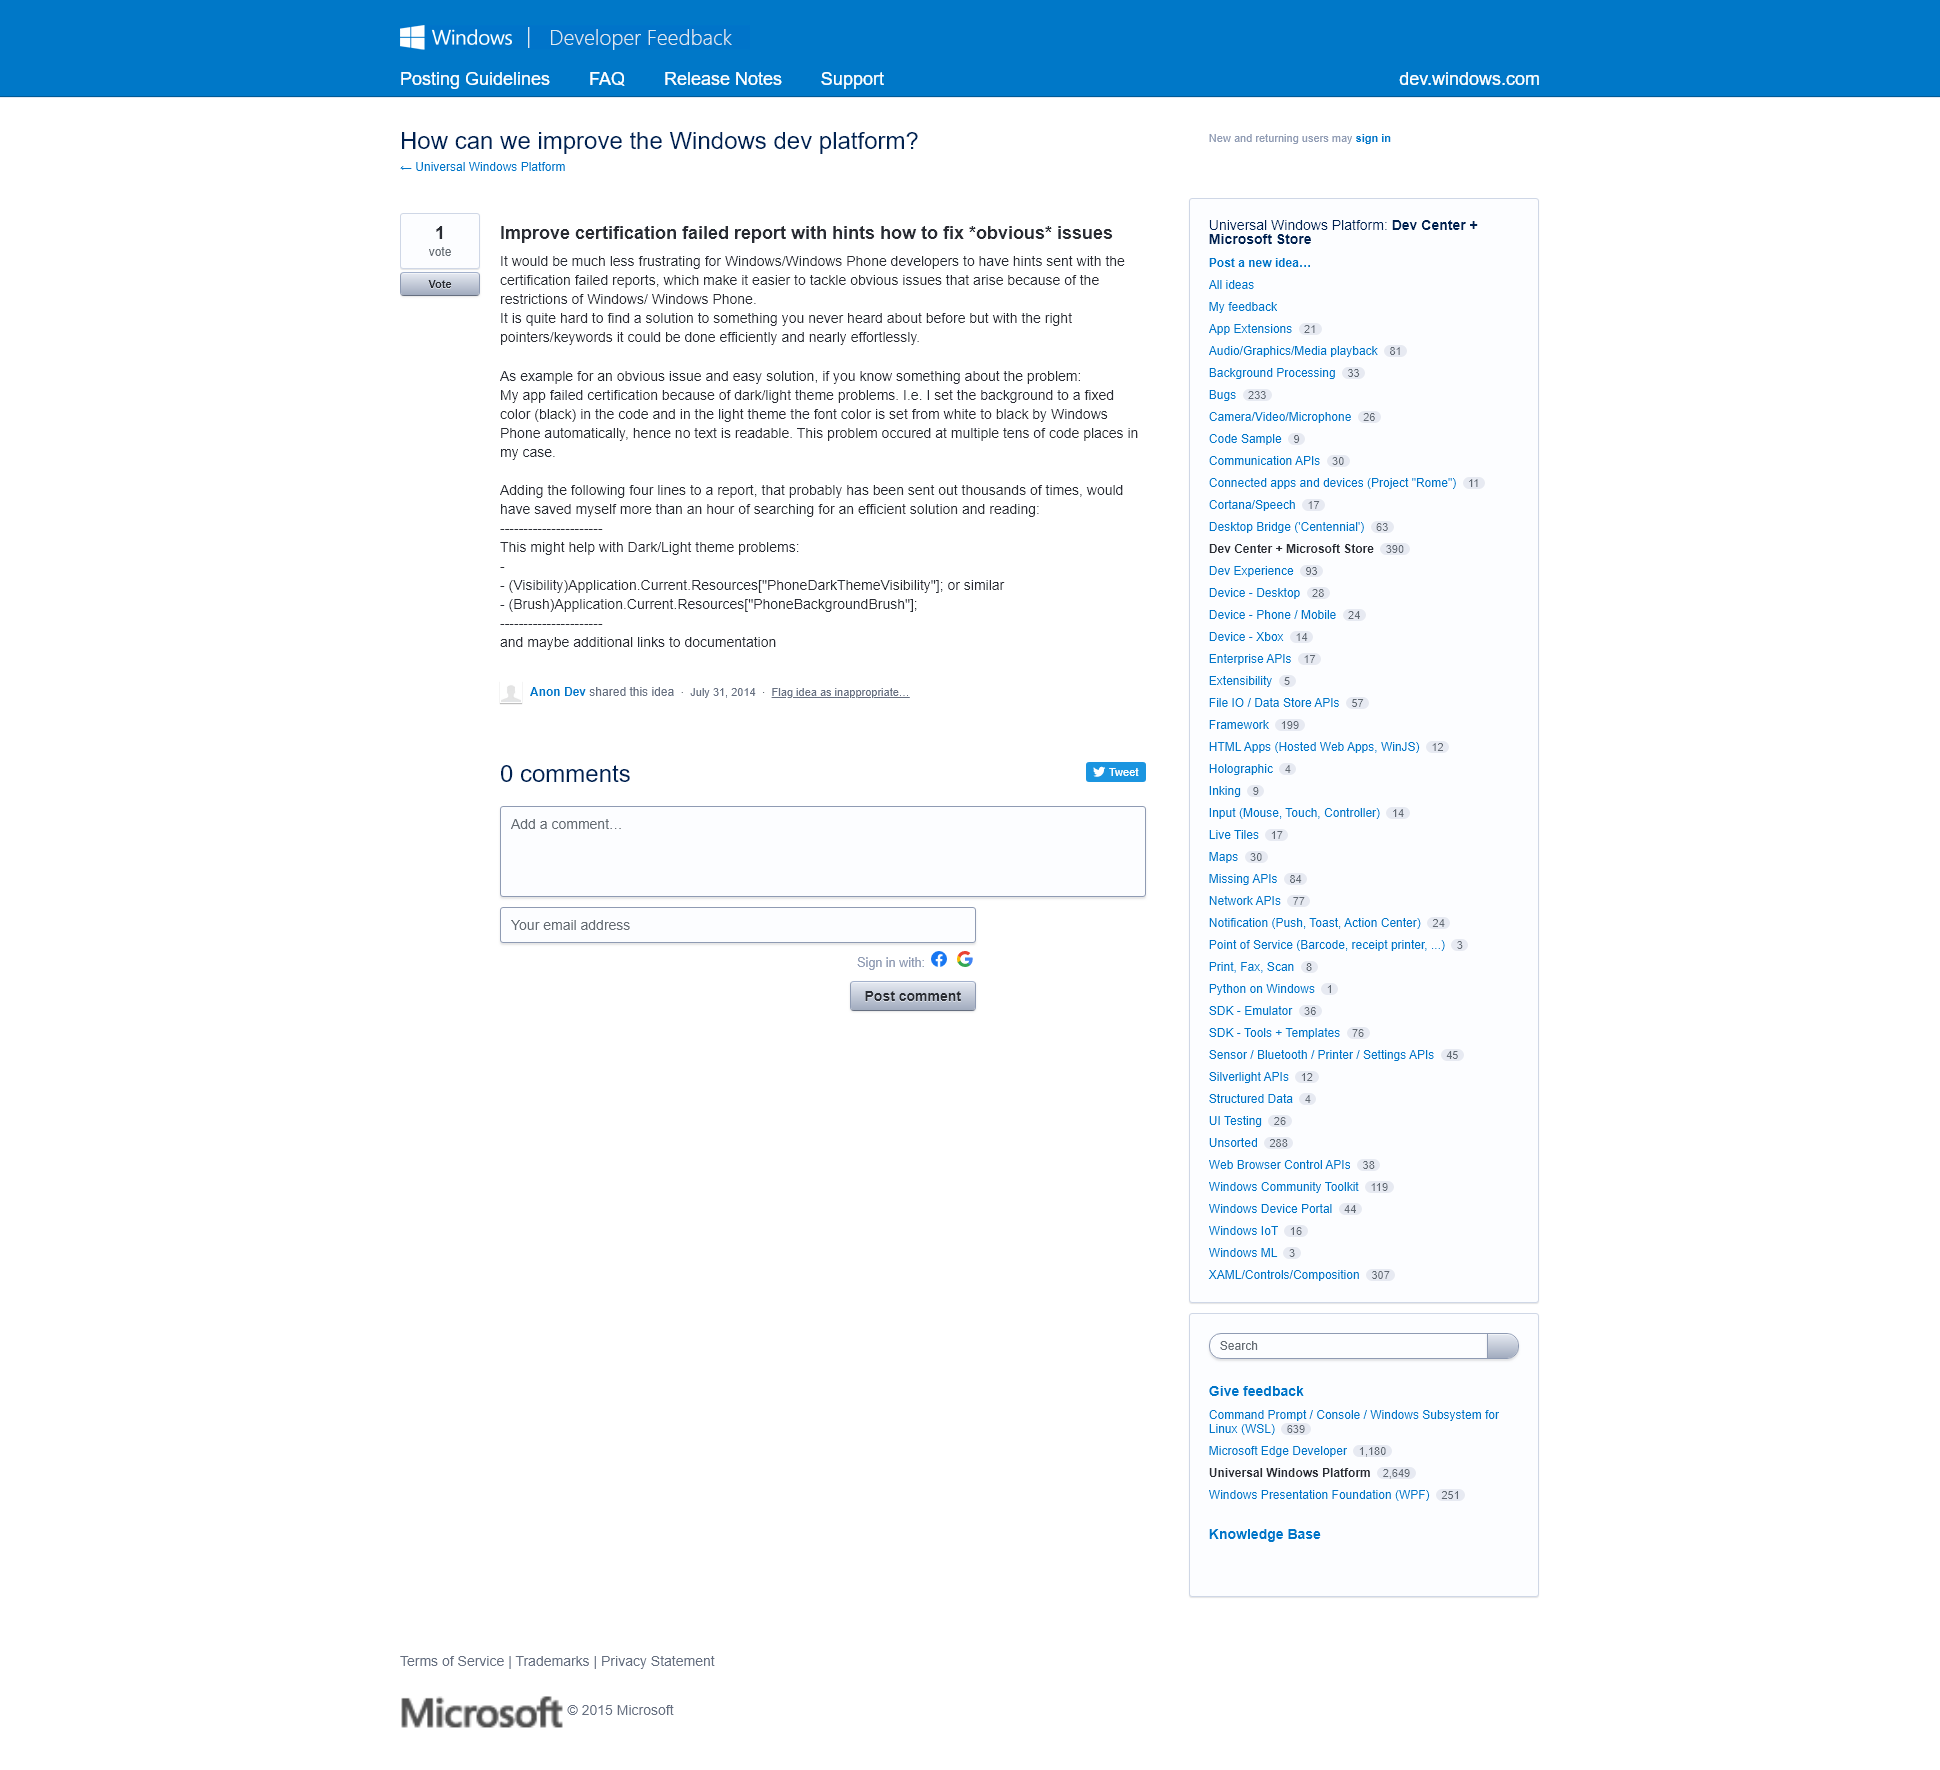 Windows | Developer Feedback
Posting Guidelines FAQ Release Notes Support dev.windows.com
How can we improve the Windows dev platform?
← Universal Windows Platform
New and returning users may sign in
1
vote
Vote
Improve certification failed report with hints how to fix *obvious* issues
It would be much less frustrating for Windows/Windows Phone developers to have hints sent with the
certification failed reports, which make it easier to tackle obvious issues that arise because of the
restrictions of Windows/ Windows Phone.
It is quite hard to find a solution to something you never heard about before but with the right
pointers/keywords it could be done efficiently and nearly effortlessly.
As example for an obvious issue and easy solution, if you know something about the problem:
My app failed certification because of dark/light theme problems. I.e. I set the background to a fixed
color (black) in the code and in the light theme the font color is set from white to black by Windows
Phone automatically, hence no text is readable. This problem occured at multiple tens of code places in
my case.
Adding the following four lines to a report, that probably has been sent out thousands of times, would
have saved myself more than an hour of searching for an efficient solution and reading:
----------------------
This might help with Dark/Light theme problems:
-
- (Visibility)Application.Current.Resources["PhoneDarkThemeVisibility"]; or similar
- (Brush)Application.Current.Resources["PhoneBackgroundBrush"];
----------------------
and maybe additional links to documentation
Anon Dev shared this idea · July 31, 2014 · Flag idea as inappropriate…
0 comments
Tweet
Add a comment…
Your email address
Sign in with:
Post comment
Universal Windows Platform: Dev Center +
Microsoft Store
Post a new idea…
All ideas
My feedback
App Extensions 21
Audio/Graphics/Media playback 81
Background Processing 33
Bugs 233
Camera/Video/Microphone 26
Code Sample 9
Communication APIs 30
Connected apps and devices (Project "Rome") 11
Cortana/Speech 17
Desktop Bridge ('Centennial') 63
Dev Center + Microsoft Store 390
Dev Experience 93
Device - Desktop 28
Device - Phone / Mobile 24
Device - Xbox 14
Enterprise APIs 17
Extensibility 5
File IO / Data Store APIs 57
Framework 199
HTML Apps (Hosted Web Apps, WinJS) 12
Holographic 4
Inking 9
Input (Mouse, Touch, Controller) 14
Live Tiles 17
Maps 30
Missing APIs 84
Network APIs 77
Notification (Push, Toast, Action Center) 24
Point of Service (Barcode, receipt printer, ...) 3
Print, Fax, Scan 8
Python on Windows 1
SDK - Emulator 36
SDK - Tools + Templates 76
Sensor / Bluetooth / Printer / Settings APIs 45
Silverlight APIs 12
Structured Data 4
UI Testing 26
Unsorted 288
Web Browser Control APIs 38
Windows Community Toolkit 119
Windows Device Portal 44
Windows IoT 16
Windows ML 3
XAML/Controls/Composition 307
Search
Give feedback
Command Prompt / Console / Windows Subsystem for
Linux (WSL) 639
Microsoft Edge Developer 1,180
Universal Windows Platform 2,649
Windows Presentation Foundation (WPF) 251
Knowledge Base
Terms of Service | Trademarks | Privacy Statement
Microsoft © 2015 Microsoft